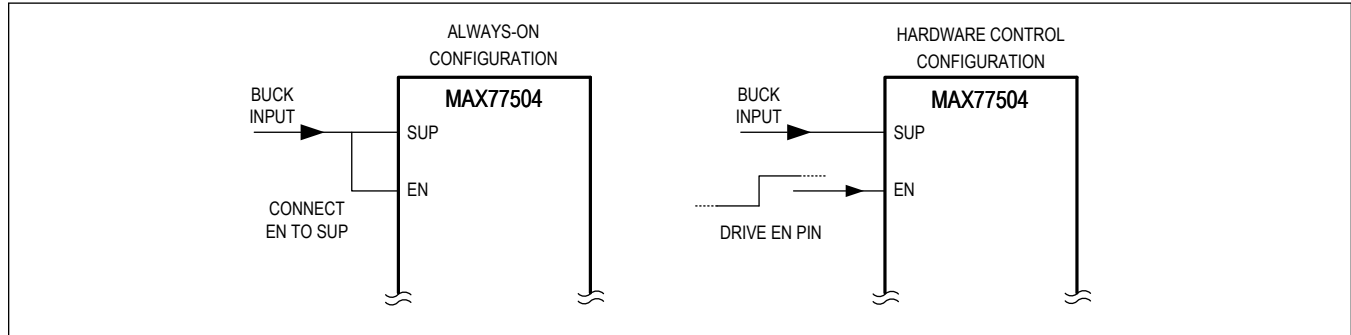 ALWAYS-ON
CONFIGURATION
MAX77504
BUCK
INPUT
SUP
EN
CONNECT
EN TO SUP
HARDWARE CONTROL
CONFIGURATION
MAX77504
BUCK
INPUT
SUP
EN
DRIVE EN PIN